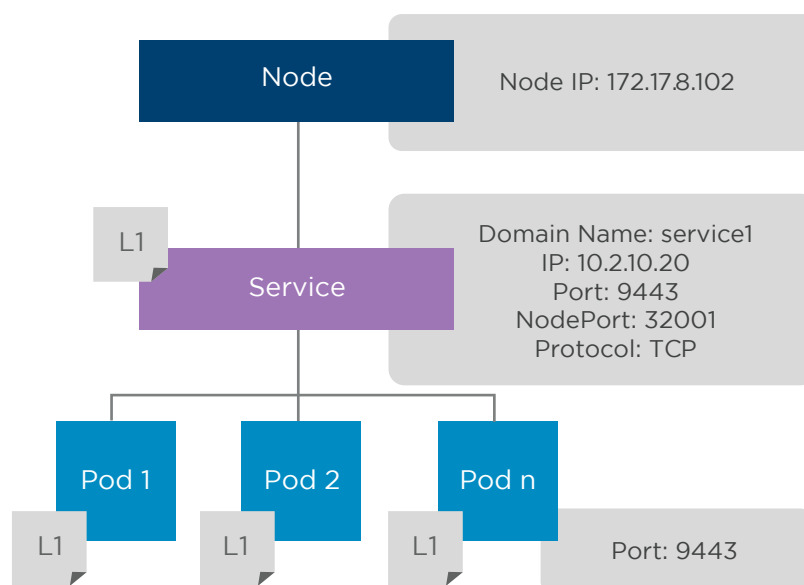 Node
Node IP: 172.17.8.102
L1
Service
Domain Name: service1
IP: 10.2.10.20
Port: 9443
NodePort: 32001
Protocol: TCP
Pod 1
Pod 2
Pod n
L1
L1
L1
Port: 9443